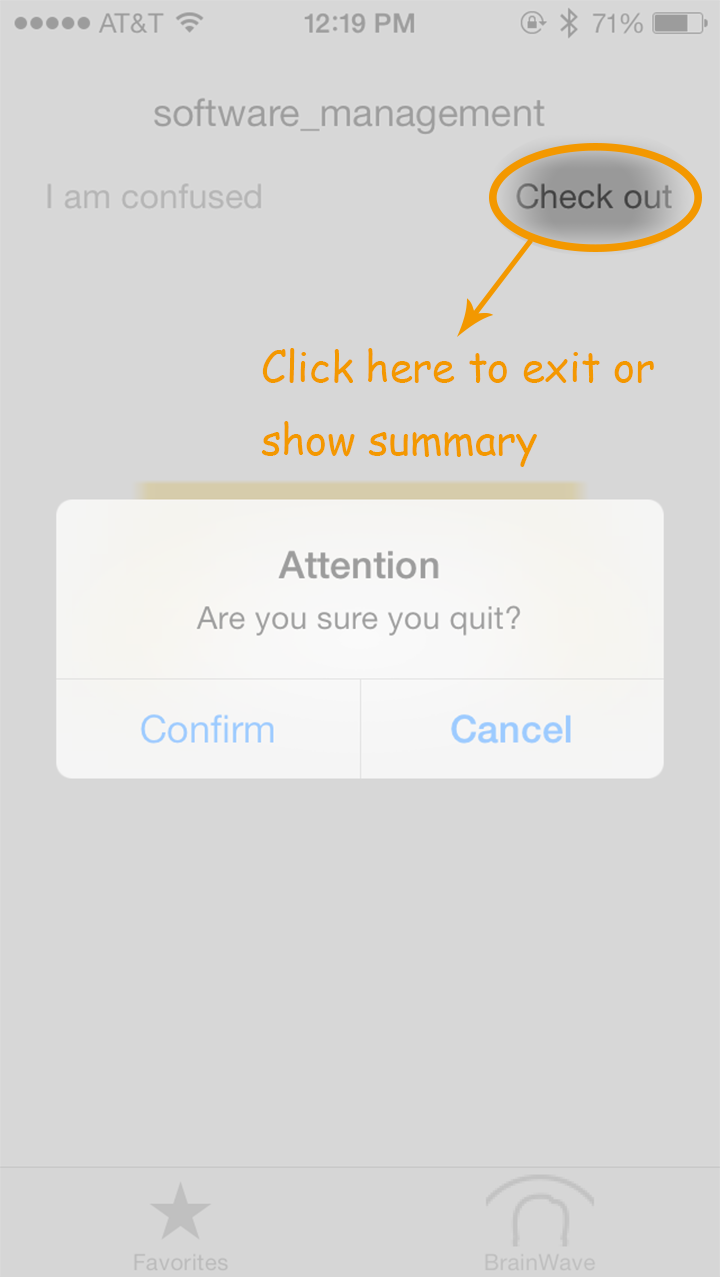 AT&T 12:19 PM 71%
software_management
I am confused Check out
Click here to exit or
show summary
Attention
Are you sure you quit?
Confirm Cancel
Favorites BrainWave